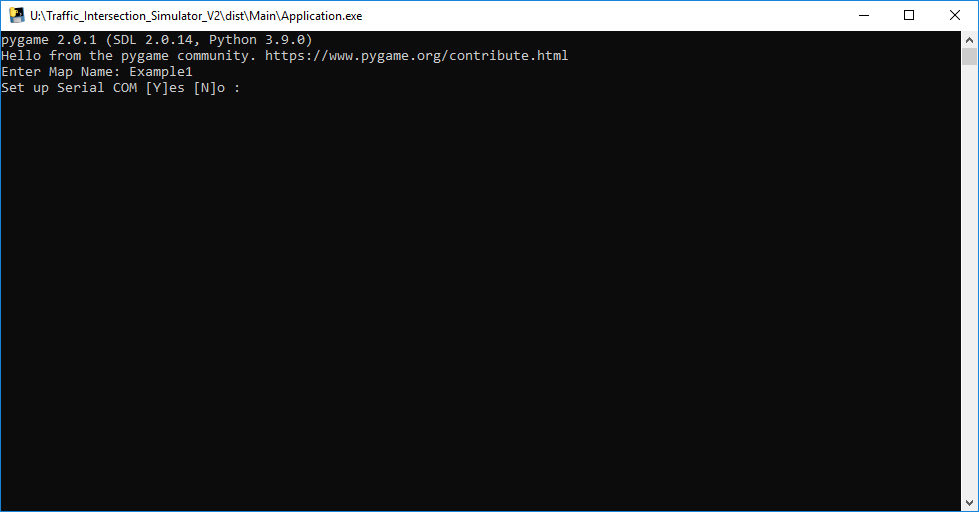 U:\Traffic_Intersection_Simulator_V2\dist\Main\Application.exe
pygame 2.0.1 (SDL 2.0.14, Python 3.9.0)
Hello from the pygame community. https://www.pygame.org/contribute.html
Enter Map Name: Example1
Set up Serial COM [Y]es [N]o :